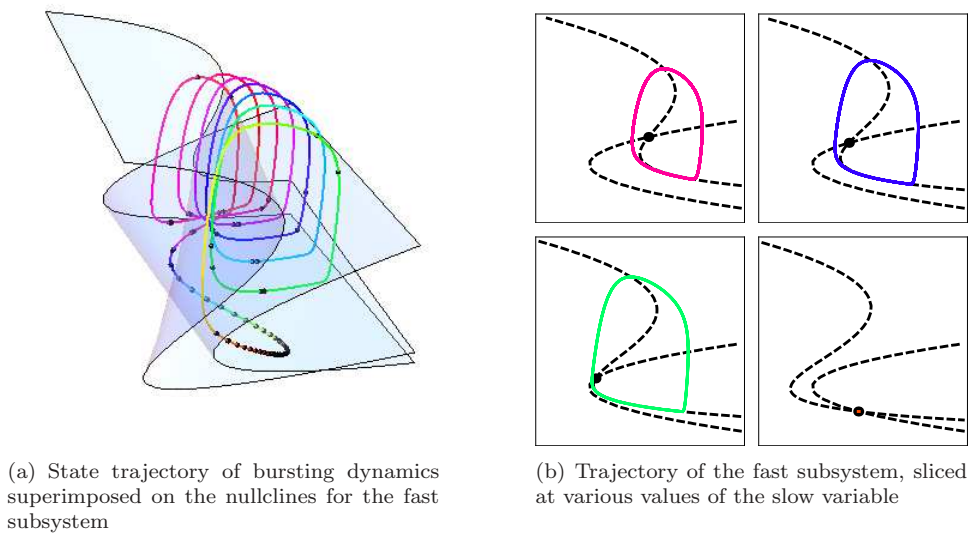 (a) State trajectory of bursting dynamics
superimposed on the nullclines for the fast
subsystem
(b) Trajectory of the fast subsystem, sliced
at various values of the slow variable